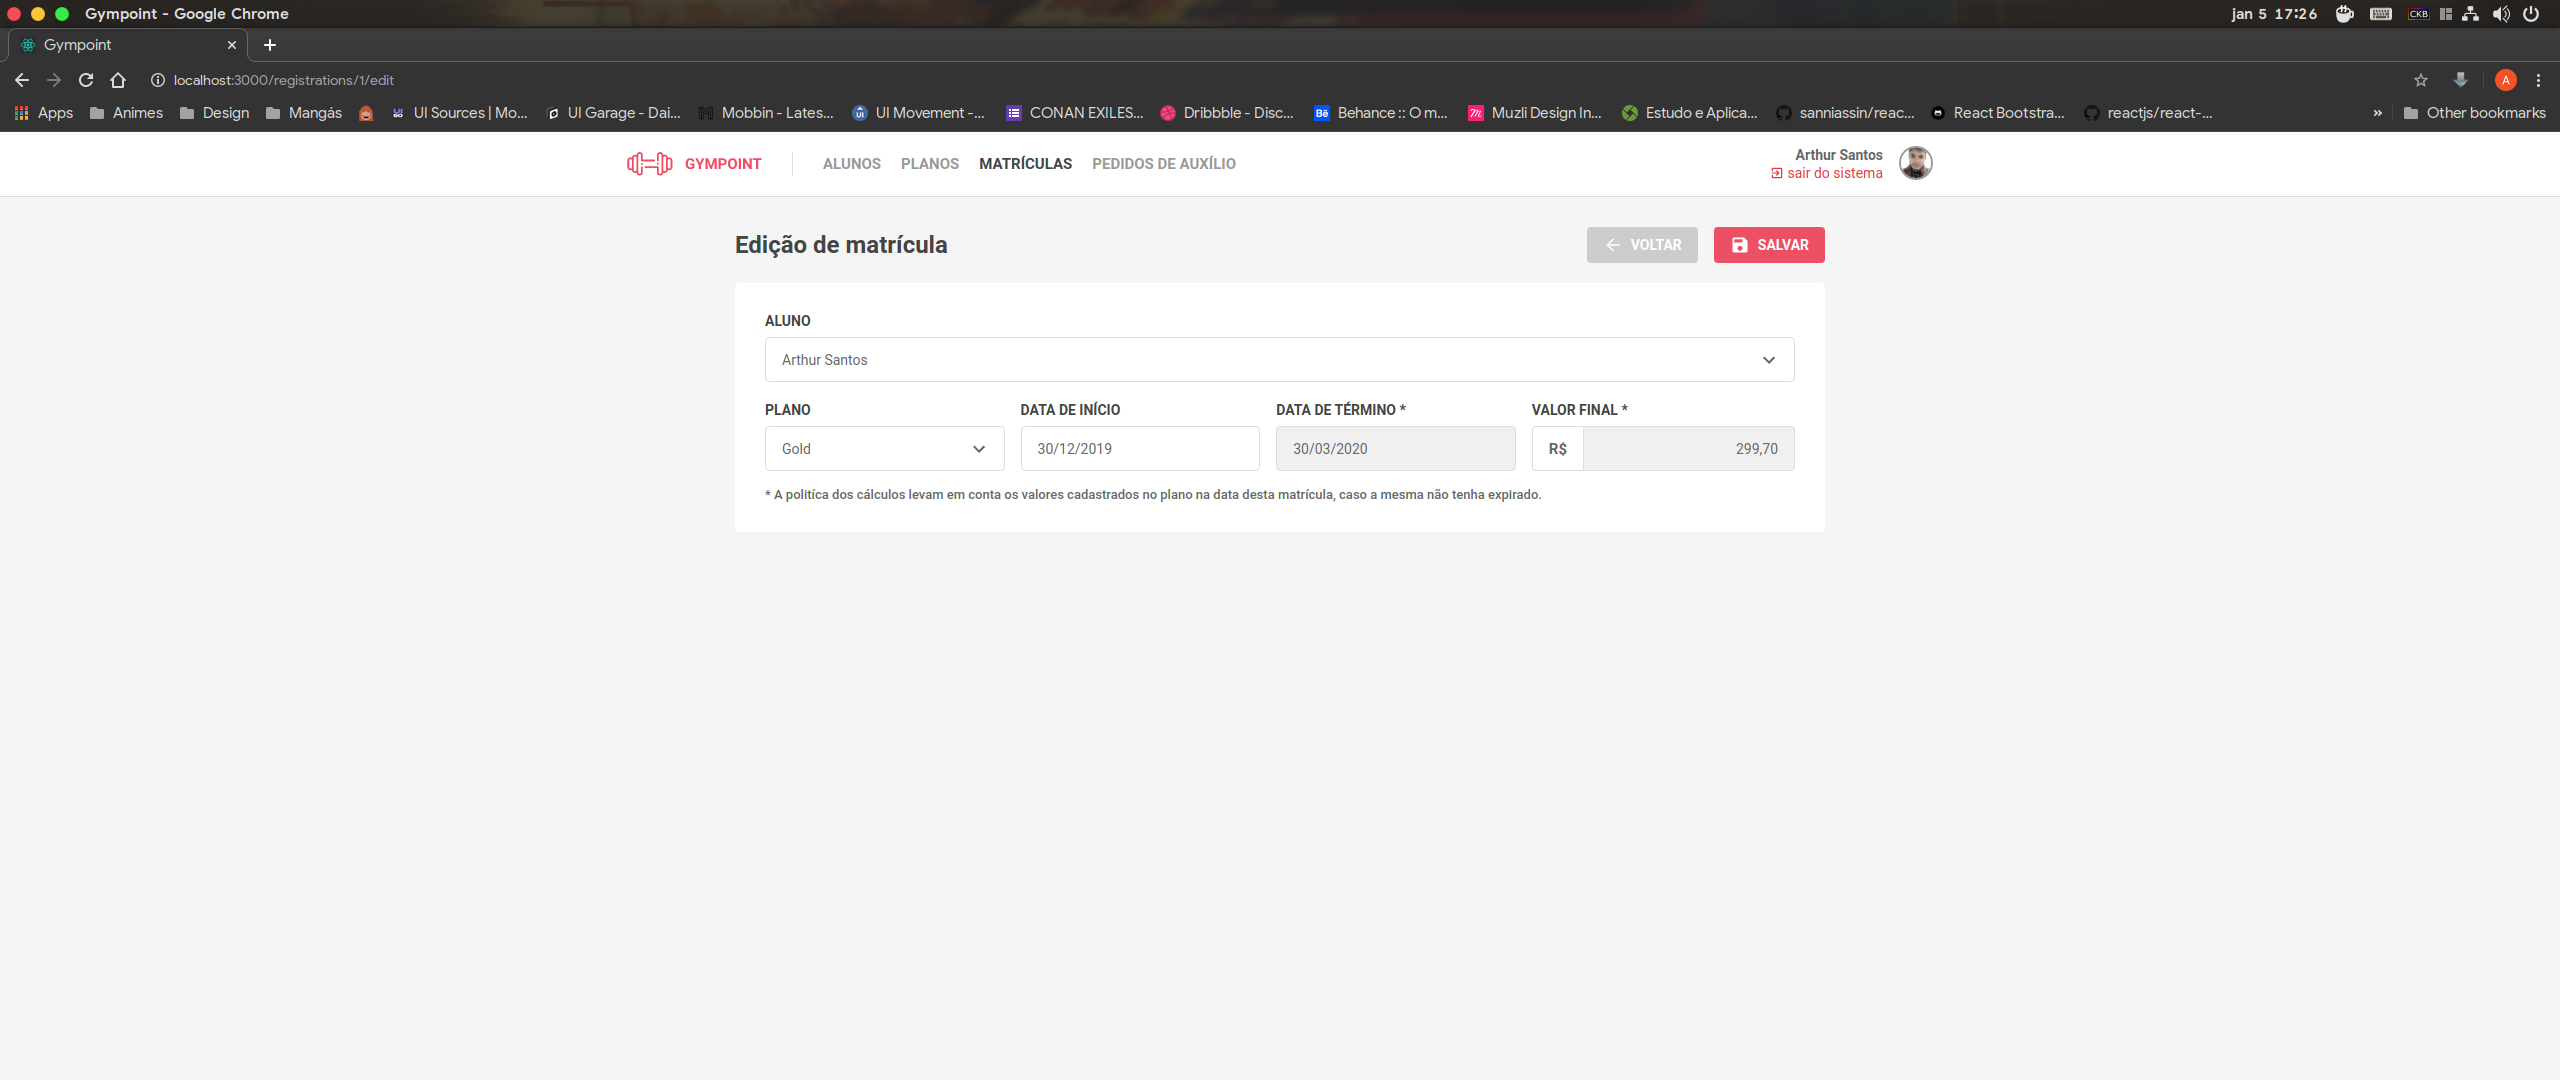 Gympoint - Google Chrome
jan 5 17:26
CKB
Gympoint
localhost:3000/registrations/1/edit
A
Apps
Animes
Design
Mangás
UI Sources | Mo...
UI Garage - Dai...
Mobbin - Lates...
UI Movement -...
CONAN EXILES...
Dribbble - Disc...
Behance :: O m...
Muzli Design In...
Estudo e Aplica...
sanniassin/reac...
React Bootstra...
reactjs/react-...
»
Other bookmarks
GYMPOINT
ALUNOS
PLANOS
MATRÍCULAS
PEDIDOS DE AUXÍLIO
Arthur Santos
sair do sistema
Edição de matrícula
VOLTAR
SALVAR
ALUNO
Arthur Santos
PLANO
DATA DE INÍCIO
DATA DE TÉRMINO *
VALOR FINAL *
Gold
30/12/2019
30/03/2020
R$
299,70
* A politíca dos cálculos levam em conta os valores cadastrados no plano na data desta matrícula, caso a mesma não tenha expirado.